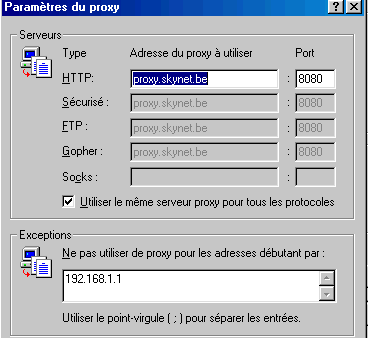 Paramètres du proxy
Serveurs
Type Adresse du proxy à utiliser Port
HTTP: proxy.skynet.be : 8080
Sécurisé : proxy.skynet.be : 8080
FTP : proxy.skynet.be : 8080
Gopher : proxy.skynet.be : 8080
Socks : :
Utiliser le même serveur proxy pour tous les protocoles
Exceptions
Ne pas utiliser de proxy pour les adresses débutant par :
192.168.1.1
Utiliser le point-virgule ( ; ) pour séparer les entrées.